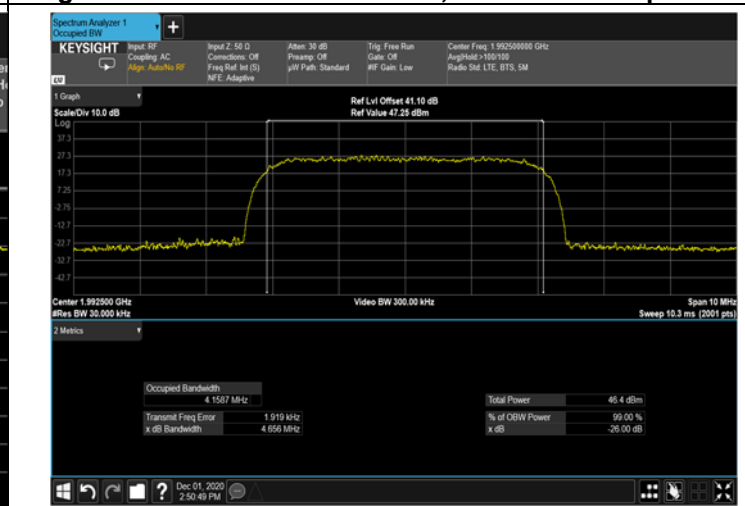 Spectrum Analyzer 1
Occupied BW
+
KEYSIGHT
Input: RF
Coupling: AC
Align: Auto/No RF
Input Z: 50 Ω
Corrections: Off
Freq Ref: Int (S)
NFE: Adaptive
Atten: 30 dB
Preamp: Off
µW Path: Standard
Trig: Free Run
Gate: Off
#IF Gain: Low
Center Freq: 1.992500000 GHz
Avg|Hold:>100/100
Radio Std: LTE, BTS, 5M
1 Graph
Scale/Div 10.0 dB
Ref Lvl Offset 41.10 dB
Ref Value 47.25 dBm
Log
37.3
27.3
17.3
7.25
-2.75
-12.7
-22.7
-32.7
-42.7
Center 1.992500 GHz
#Res BW 30.000 kHz
Video BW 300.00 kHz
Span 10 MHz
Sweep 10.3 ms (2001 pts)
2 Metrics
Occupied Bandwidth
4.1587 MHz
Transmit Freq Error 1.919 kHz
x dB Bandwidth 4.656 MHz
Total Power 46.4 dBm
% of OBW Power 99.00 %
x dB -26.00 dB
?
Dec 01, 2020
2:50:49 PM